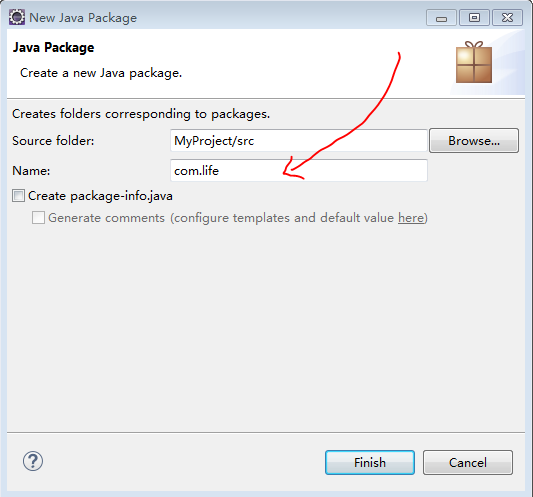 New Java Package
Java Package
Create a new Java package.
Creates folders corresponding to packages.
Source folder: MyProject/src Browse...
Name: com.life
Create package-info.java
Generate comments (configure templates and default value here)
? Finish Cancel